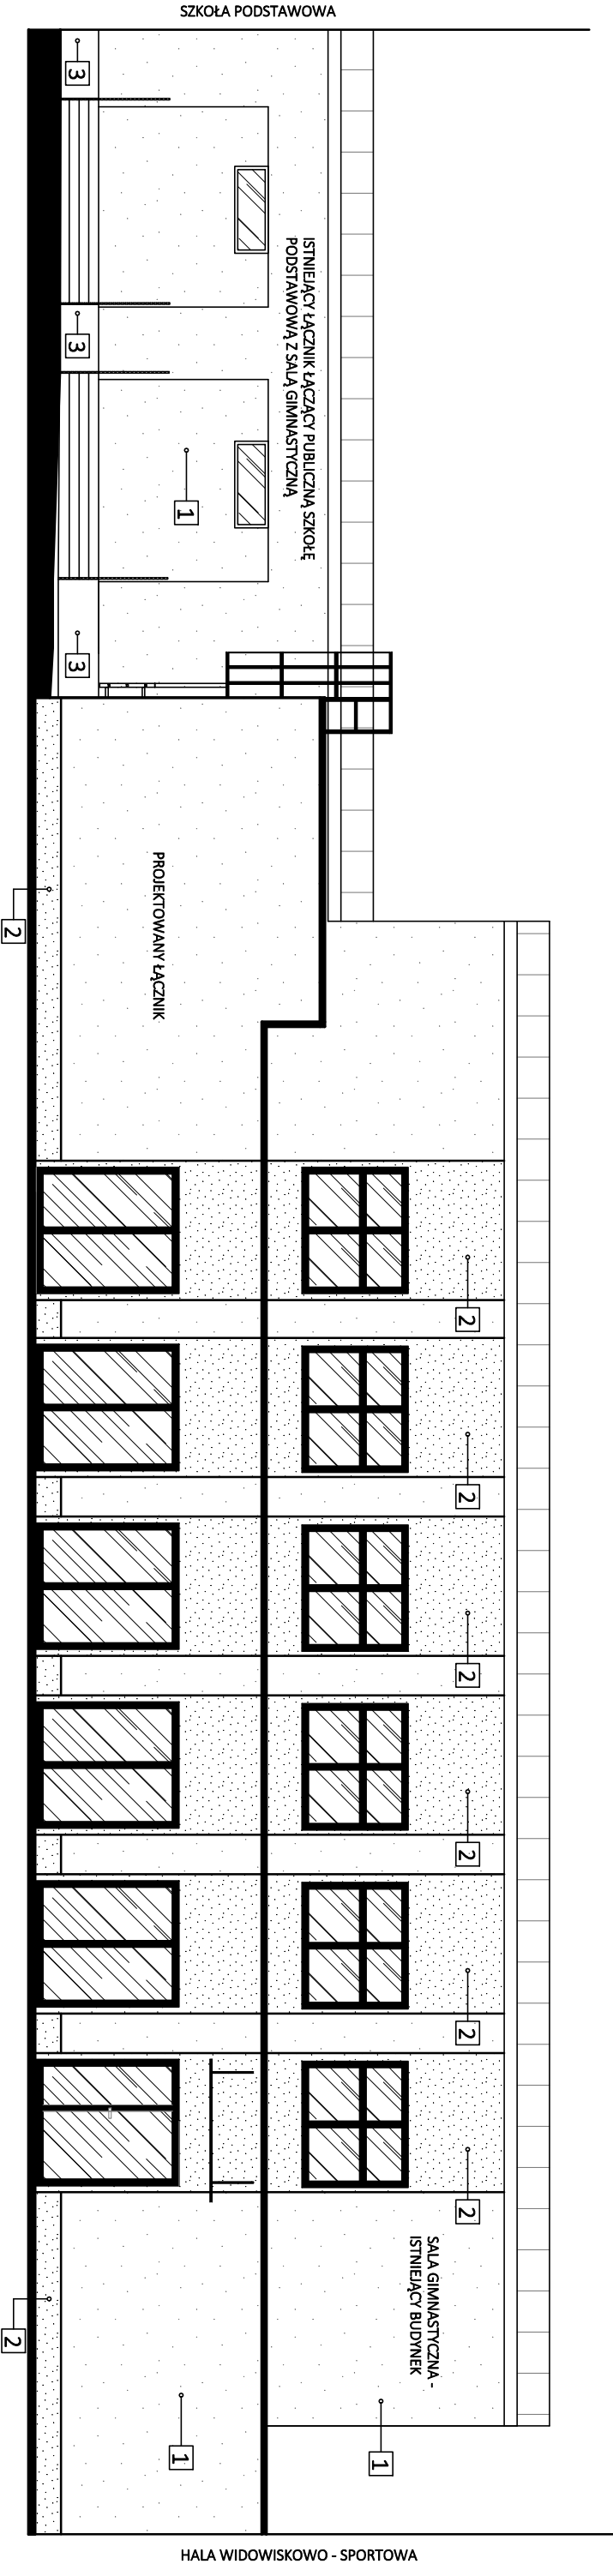 SZKOŁA PODSTAWOWA
3
3
3
ISTNIEJĄCY ŁĄCZNIK ŁĄCZĄCY PUBLICZNĄ SZKOŁĘ
PODSTAWOWĄ Z SALĄ GIMNASTYCZNĄ
1
PROJEKTOWANY ŁĄCZNIK
2
2
2
2
2
2
2
SALA GIMNASTYCZNA -
ISTNIEJĄCY BUDYNEK
2
1
1
HALA WIDOWISKOWO - SPORTOWA